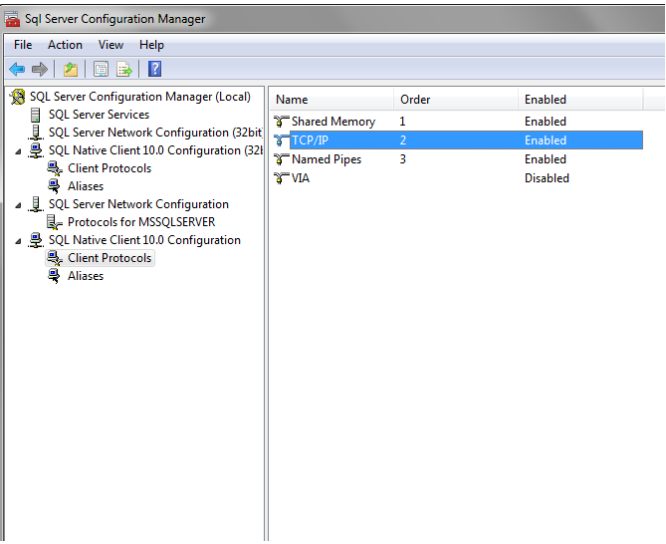 Sql Server Configuration Manager
File Action View Help
SQL Server Configuration Manager (Local)
SQL Server Services
SQL Server Network Configuration (32bit
SQL Native Client 10.0 Configuration (32b
Client Protocols
Aliases
SQL Server Network Configuration
Protocols for MSSQLSERVER
SQL Native Client 10.0 Configuration
Client Protocols
Aliases
Name Order Enabled
Shared Memory 1 Enabled
TCP/IP 2 Enabled
Named Pipes 3 Enabled
VIA Disabled